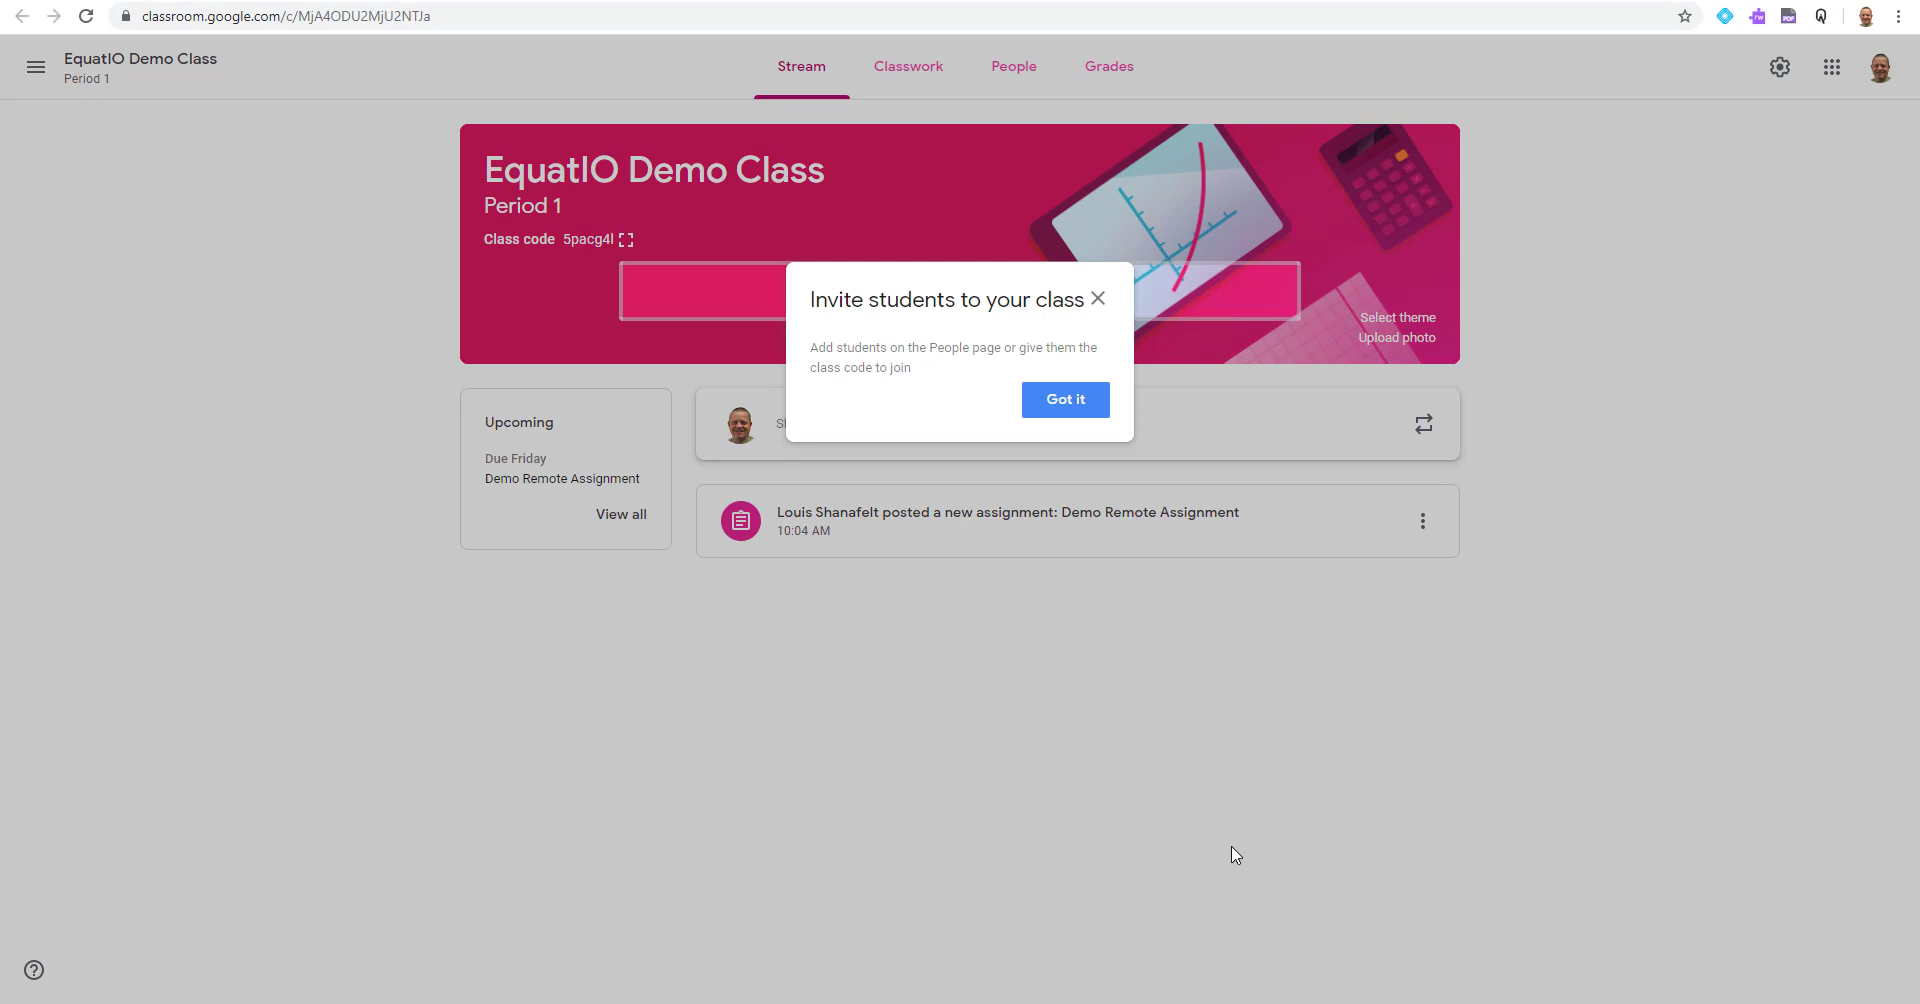 classroom.google.com/c/MjA4ODU2MjU2NTJa
EquatIO Demo Class
Period 1
Stream
Classwork
People
Grades
EquatIO Demo Class
Period 1
Class code 5pacg4l
Invite students to your class
Add students on the People page or give them the
class code to join
Got it
Select theme
Upload photo
Upcoming
Due Friday
Demo Remote Assignment
View all
Louis Shanafelt posted a new assignment: Demo Remote Assignment
10:04 AM